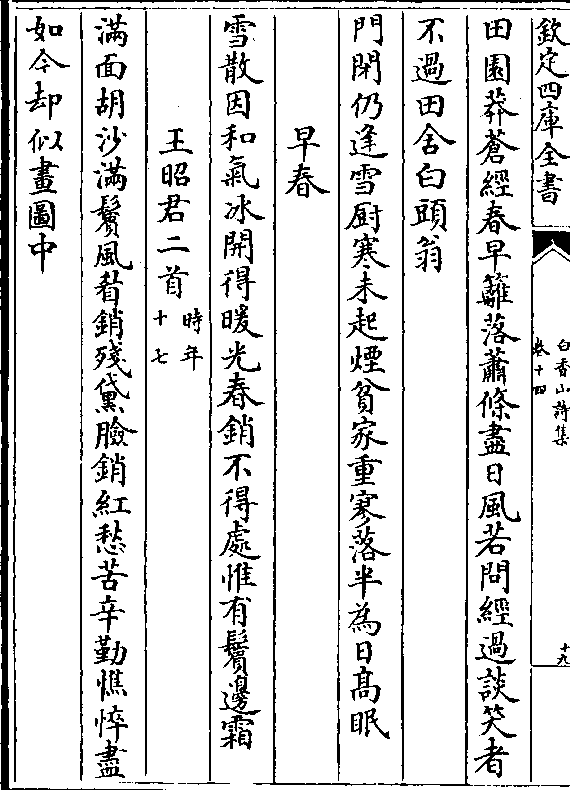 欽定四庫全書
白香山詩集
卷十四
十九
田園莽蒼經春早籬落蕭條盡日風若問經過談笑者
不過田舍白頭翁
門閉仍逢雪厨寒未起煙貧家重寥落半為日高眠
早春
雪散因和氣冰開得暖光春銷不得處惟有鬢邊霜
王昭君二首時年十七
滿面胡沙滿鬢風眉銷殘黛臉銷紅愁苦辛勤憔悴盡
如今却似畫圖中